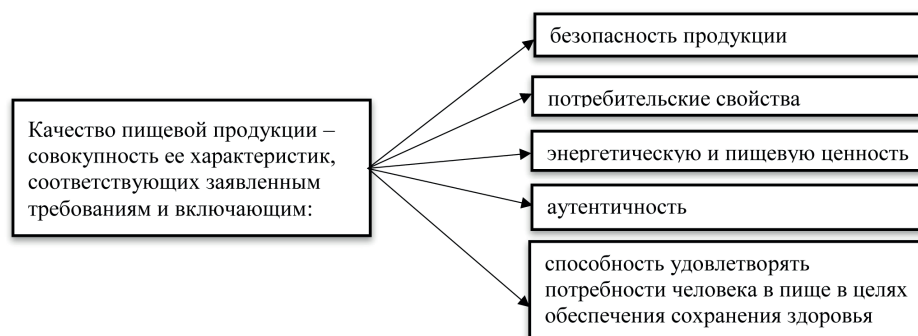 Качество пищевой продукции –
совокупность ее характеристик,
соответствующих заявленным
требованиям и включающим:
безопасность продукции
потребительские свойства
энергетическую и пищевую ценность
аутентичность
способность удовлетворять
потребности человека в пище в целях
обеспечения сохранения здоровья